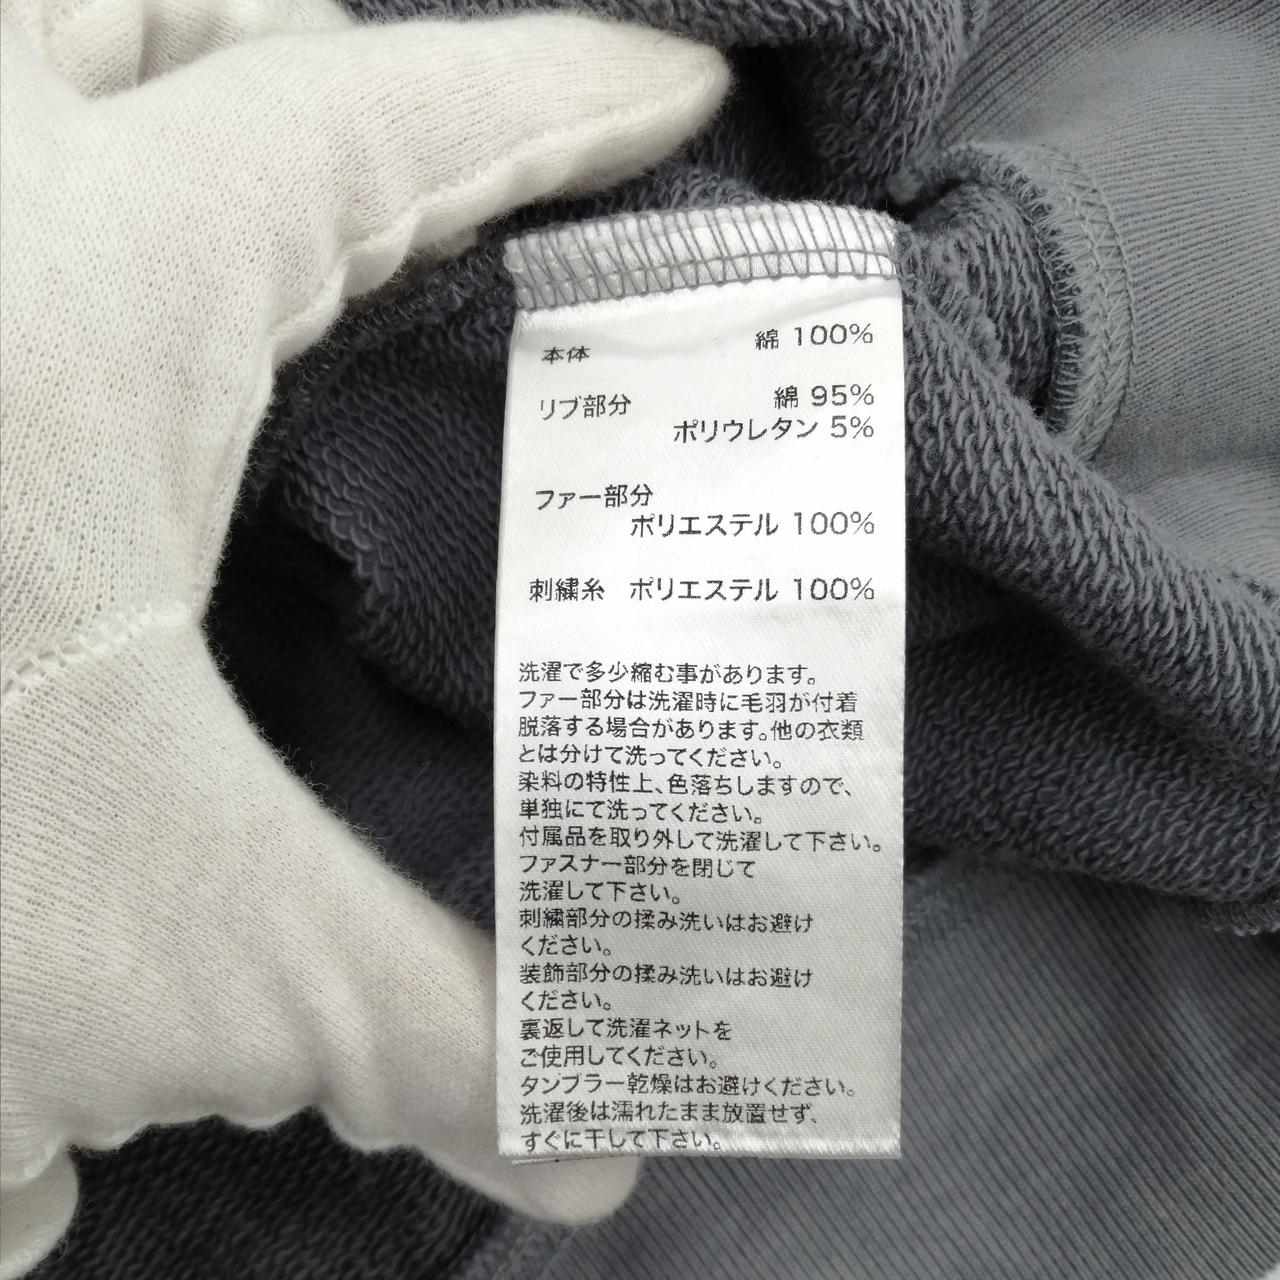 本体 綿 100%
リブ部分 綿 95%
ポリウレタン 5%
ファー部分
ポリエステル 100%
刺繍糸 ポリエステル 100%
洗濯で多少縮む事があります。
ファー部分は洗濯時に毛羽が付着
脱落する場合があります。他の衣類
とは分けて洗ってください。
染料の特性上、色落ちしますので、
単独にて洗ってください。
付属品を取り外して洗濯して下さい。
ファスナー部分を閉じて
洗濯して下さい。
刺繍部分の揉み洗いはお避け
ください。
装飾部分の揉み洗いはお避け
ください。
裏返して洗濯ネットを
ご使用してください。
タンブラー乾燥はお避けください。
洗濯後は濡れたまま放置せず、
すぐに干して下さい。